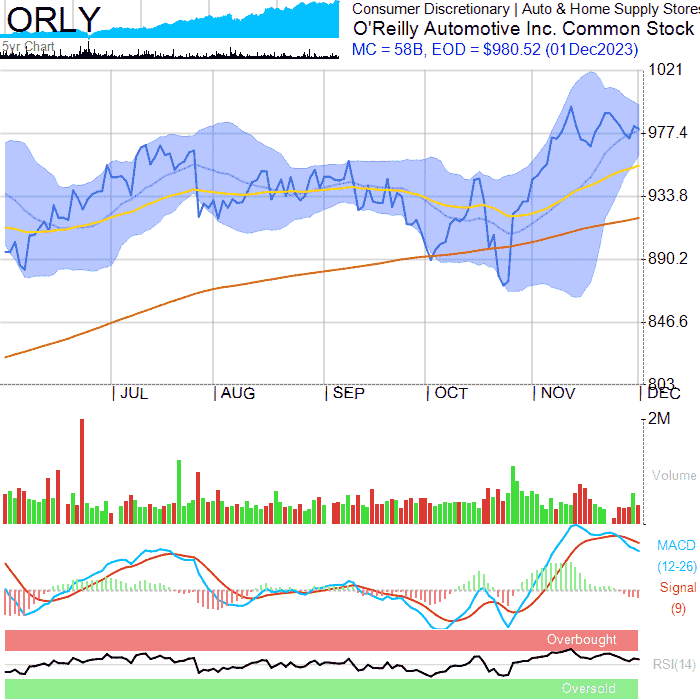 ORLY
5yr Chart
Consumer Discretionary | Auto & Home Supply Stores
O'Reilly Automotive Inc. Common Stock
MC = 58B, EOD = $980.52 (01Dec2023)
1021
977.4
933.8
890.2
846.6
803
JUL AUG SEP OCT NOV DEC
2M
Volume
MACD
(12-26)
Signal
(9)
Overbought
RSI(14)
Oversold